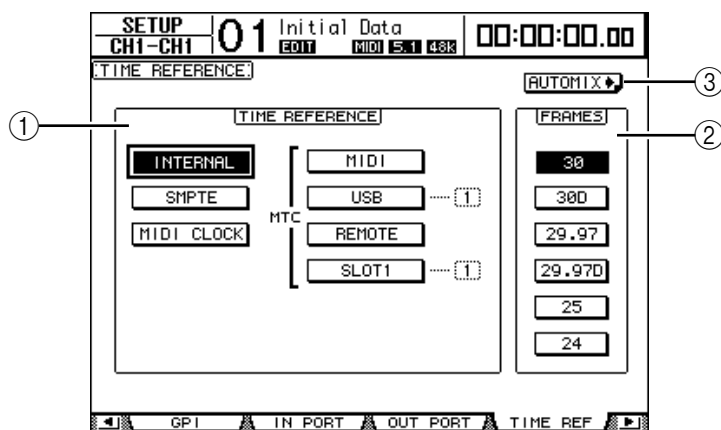 SETUP
CH1-CH1
01
Initial Data
EDIT MIDI 5.1 48k
00:00:00.00
TIME REFERENCE
AUTOMIX
3
1
TIME REFERENCE
INTERNAL
SMPTE
MIDI CLOCK
MTC
MIDI
USB 1
REMOTE
SLOT1 1
FRAMES
2
30
30D
29.97
29.97D
25
24
GPI IN PORT OUT PORT TIME REF